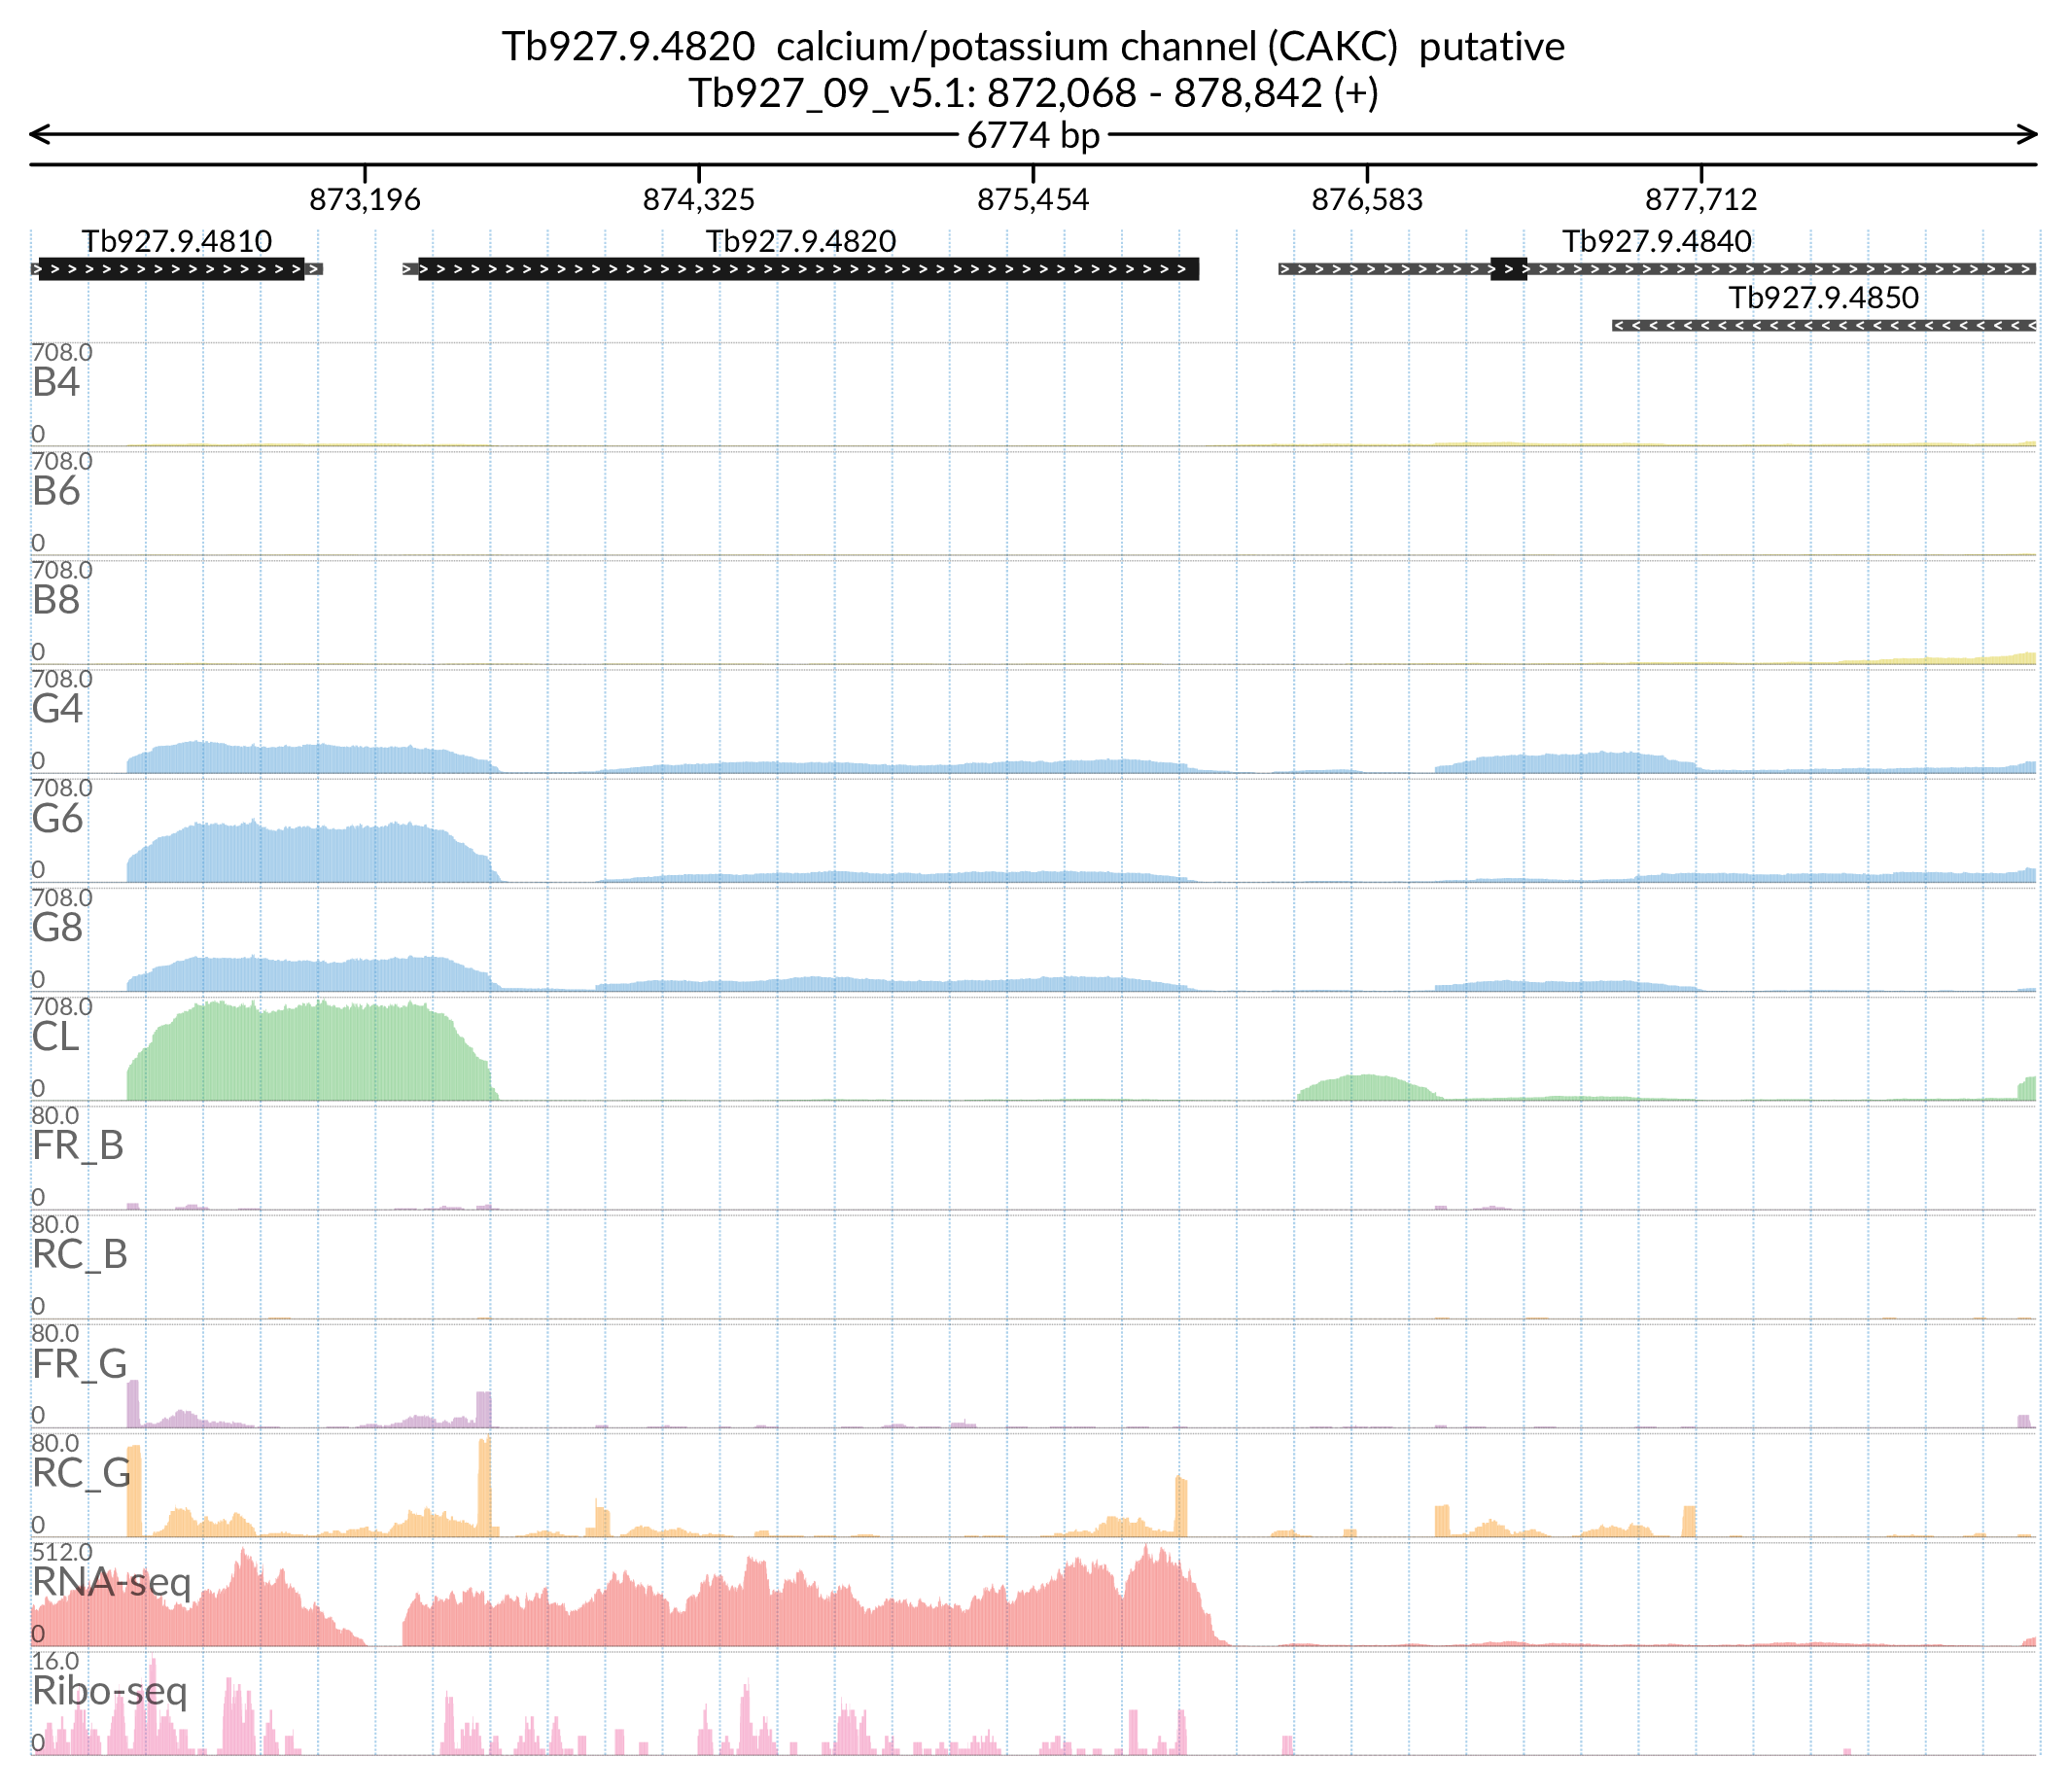 Tb927.9.4820  calcium/potassium channel (CAKC)  putative
Tb927_09_v5.1: 872,068 - 878,842 (+)
6774 bp
873,196 874,325 875,454 876,583 877,712
Tb927.9.4810 Tb927.9.4820 Tb927.9.4840
Tb927.9.4850
708.0
B4
0
708.0
B6
0
708.0
B8
0
708.0
G4
0
708.0
G6
0
708.0
G8
0
708.0
CL
0
80.0
FR_B
0
80.0
RC_B
0
80.0
FR_G
0
80.0
RC_G
0
512.0
RNA-seq
0
16.0
Ribo-seq
0